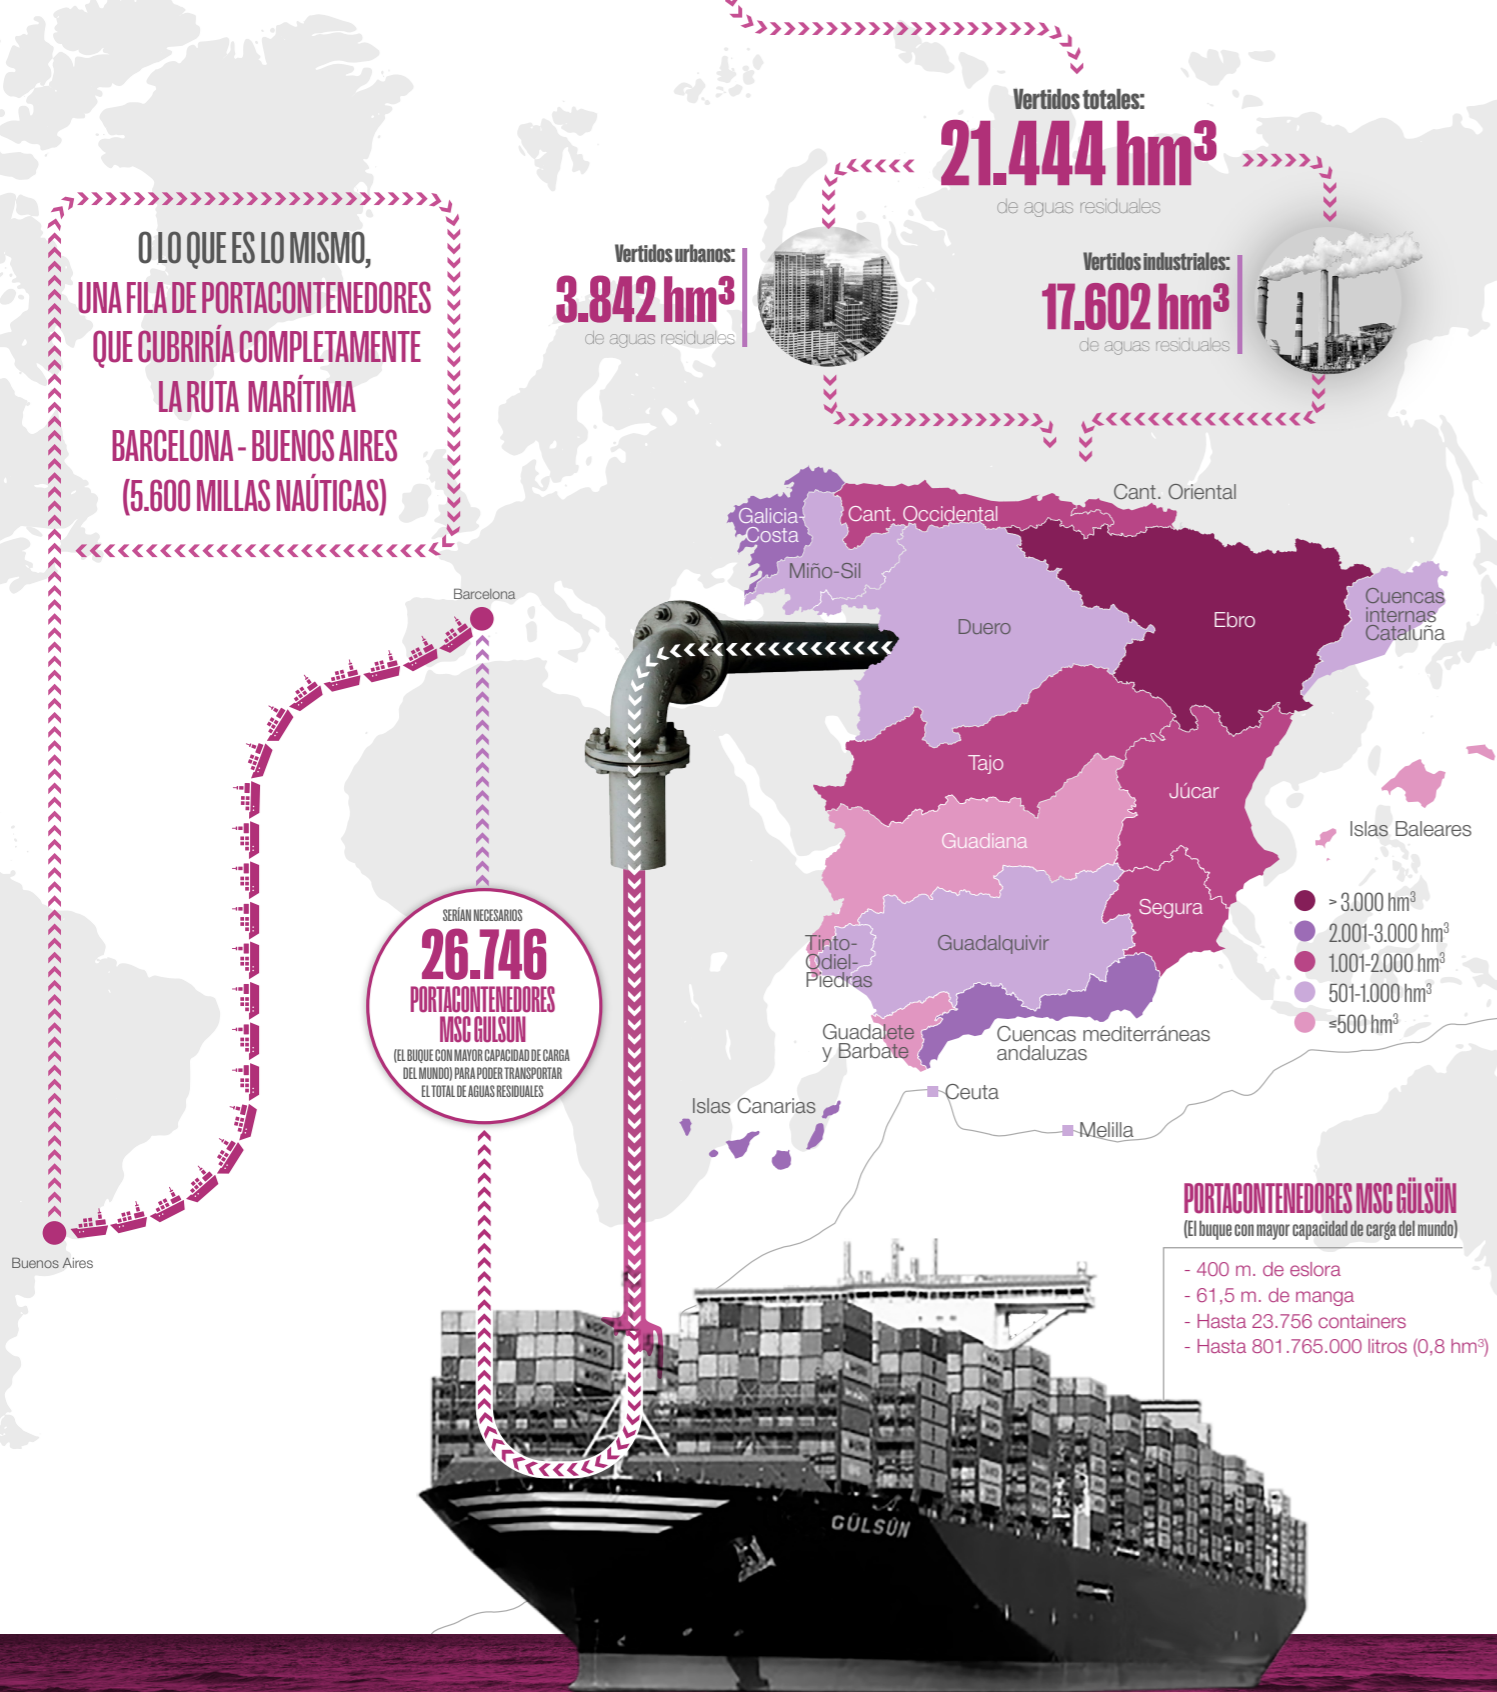 Vertidos totales:
21.444 hm³
de aguas residuales
Vertidos urbanos:
3.842 hm³
de aguas residuales
Vertidos industriales:
17.602 hm³
de aguas residuales
O LO QUE ES LO MISMO,
UNA FILA DE PORTACONTENEDORES
QUE CUBRIRÍA COMPLETAMENTE
LA RUTA MARÍTIMA
BARCELONA - BUENOS AIRES
(5.600 MILLAS NAÚTICAS)
Barcelona
Buenos Aires
SERÍAN NECESARIOS
26.746
PORTACONTENEDORES
MSC GULSUN
(EL BUQUE CON MAYOR CAPACIDAD DE CARGA
DEL MUNDO) PARA PODER TRANSPORTAR
EL TOTAL DE AGUAS RESIDUALES
Galicia-
Costa
Cant. Occidental
Cant. Oriental
Miño-Sil
Duero
Ebro
Cuencas
internas
Cataluña
Tajo
Júcar
Islas Baleares
Guadiana
Segura
Tinto-
Odiel-
Piedras
Guadalquivir
Guadalete
y Barbate
Cuencas mediterráneas
andaluzas
Ceuta
Melilla
Islas Canarias
> 3.000 hm³
2.001-3.000 hm³
1.001-2.000 hm³
501-1.000 hm³
≤500 hm³
PORTACONTENEDORES MSC GÜLSÜN
(El buque con mayor capacidad de carga del mundo)
- 400 m. de eslora
- 61,5 m. de manga
- Hasta 23.756 containers
- Hasta 801.765.000 litros (0,8 hm³)
GÜLSÜN